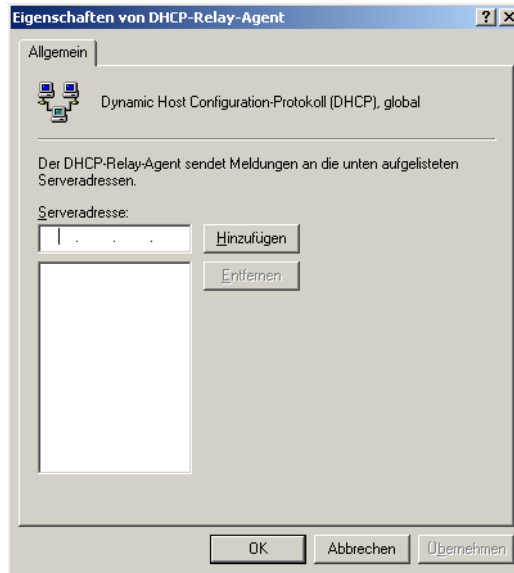 Eigenschaften von DHCP-Relay-Agent
Allgemein
Dynamic Host Configuration-Protokoll (DHCP), global
Der DHCP-Relay-Agent sendet Meldungen an die unten aufgelisteten
Serveradressen.
Serveradresse:
. . .
Hinzufügen
Entfernen
OK Abbrechen Übernehmen